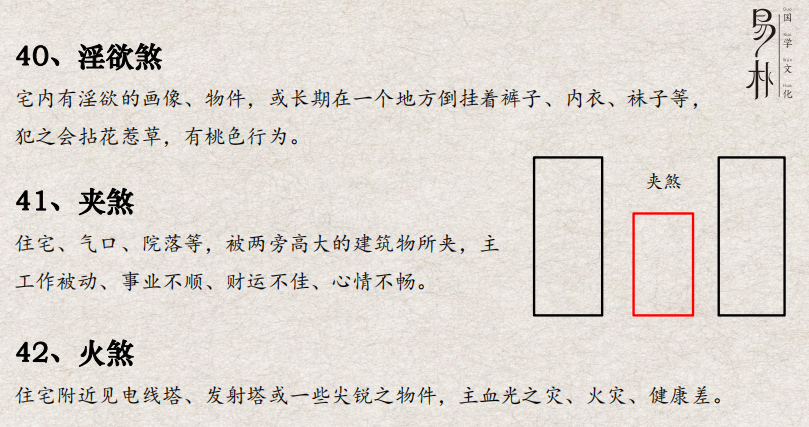 易朴
国学文化
40、淫欲煞
宅内有淫欲的画像、物件，或长期在一个地方倒挂着裤子、内衣、袜子等，
犯之会拈花惹草，有桃色行为。
41、夹煞
住宅、气口、院落等，被两旁高大的建筑物所夹，主
工作被动、事业不顺、财运不佳、心情不畅。
夹煞
42、火煞
住宅附近见电线塔、发射塔或一些尖锐之物件，主血光之灾、火灾、健康差。